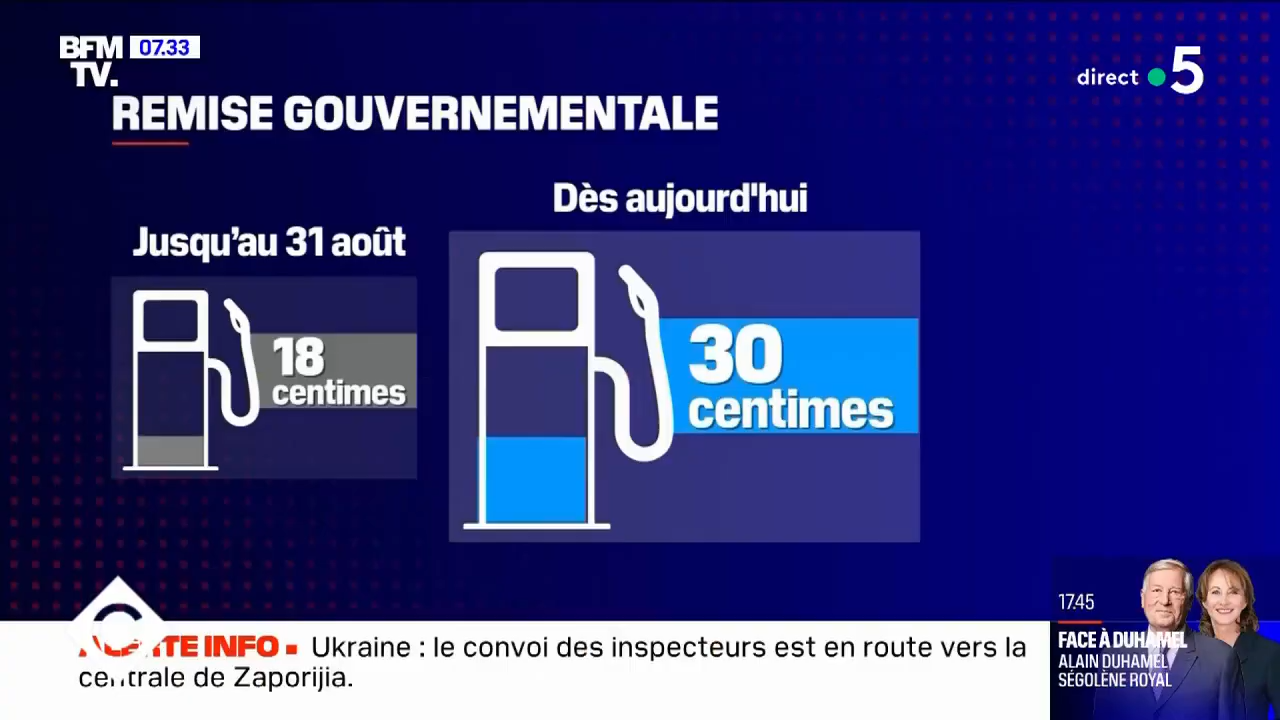 BFM
TV.
07.33
direct 5
REMISE GOUVERNEMENTALE
Dès aujourd'hui
Jusqu'au 31 août
18
centimes
30
centimes
INFO ▪ Ukraine : le convoi des inspecteurs est en route vers la
centrale de Zaporijia.
17.45
FACE À DUHAMEL
ALAIN DUHAMEL
SÉGOLÈNE ROYAL